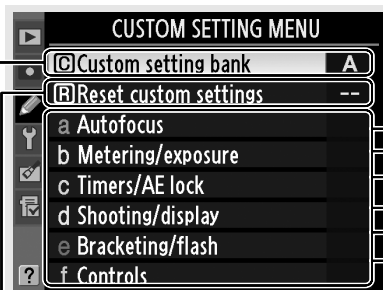 CUSTOM SETTING MENU
C Custom setting bank A
R Reset custom settings --
a Autofocus
b Metering/exposure
c Timers/AE lock
d Shooting/display
e Bracketing/flash
f Controls
?